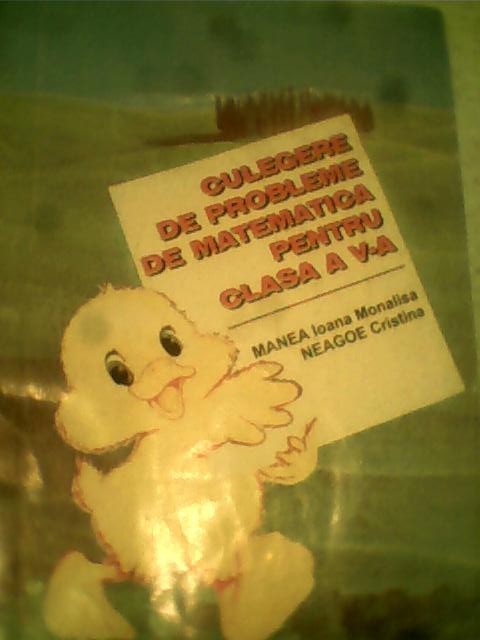 CULEGERE
DE PROBLEME
DE MATEMATICA
PENTRU
CLASA A V-A
MANEA Ioana Monalisa
NEAGOE Cristina